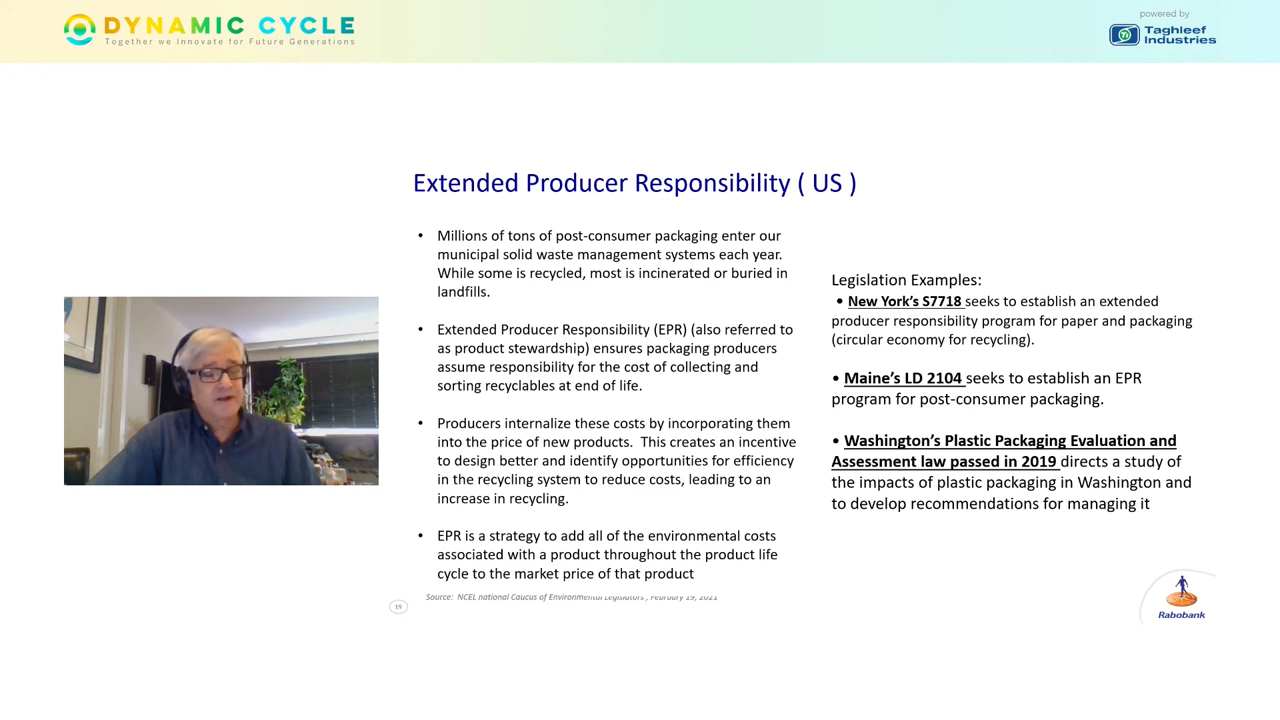 DYNAMIC CYCLE
Together we Innovate for Future Generations
powered by
Ti
Taghleef
Industries
Extended Producer Responsibility ( US )
• Millions of tons of post-consumer packaging enter our
municipal solid waste management systems each year.
While some is recycled, most is incinerated or buried in
landfills.
• Extended Producer Responsibility (EPR) (also referred to
as product stewardship) ensures packaging producers
assume responsibility for the cost of collecting and
sorting recyclables at end of life.
• Producers internalize these costs by incorporating them
into the price of new products. This creates an incentive
to design better and identify opportunities for efficiency
in the recycling system to reduce costs, leading to an
increase in recycling.
• EPR is a strategy to add all of the environmental costs
associated with a product throughout the product life
cycle to the market price of that product
Source: NCEL national Caucus of Environmental Legislators , February 19, 2021
19
Legislation Examples:
• New York's S7718 seeks to establish an extended
producer responsibility program for paper and packaging
(circular economy for recycling).
• Maine's LD 2104 seeks to establish an EPR
program for post-consumer packaging.
• Washington's Plastic Packaging Evaluation and
Assessment law passed in 2019 directs a study of
the impacts of plastic packaging in Washington and
to develop recommendations for managing it
Rabobank